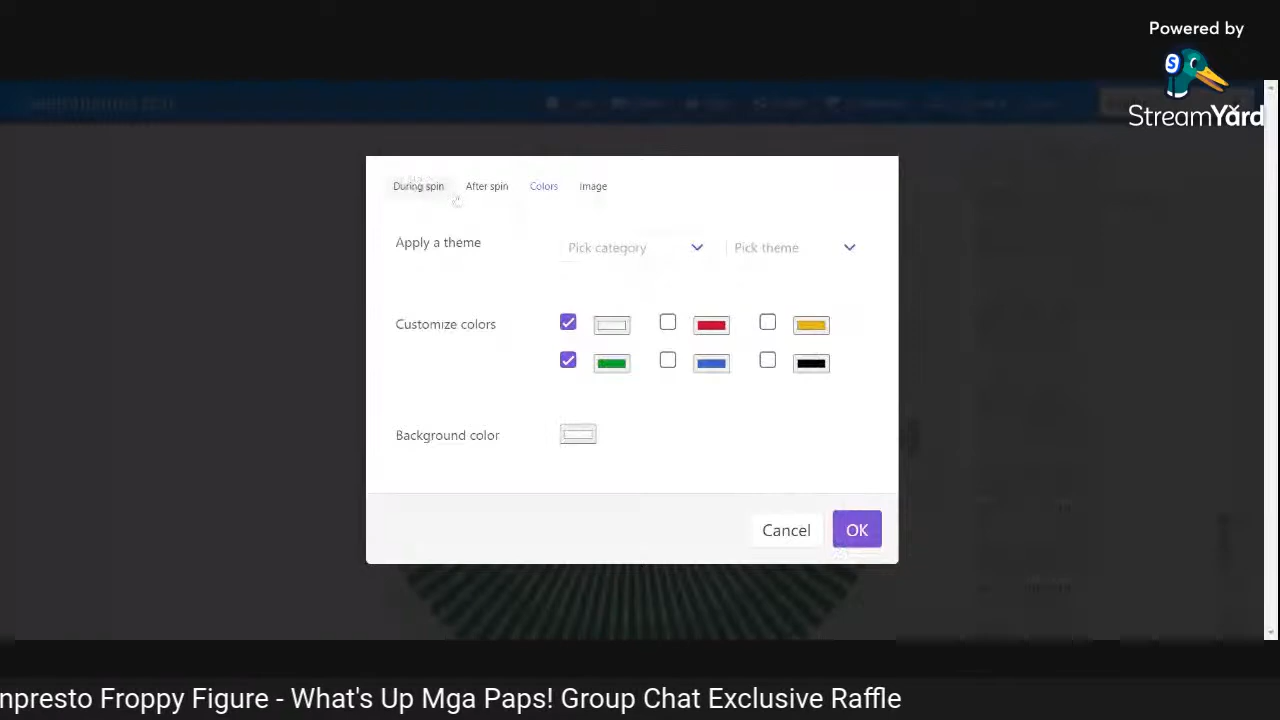 Powered by
StreamYard
During spin After spin Colors Image
Apply a theme Pick category Pick theme
Customize colors
Background color
Cancel OK
npresto Froppy Figure - What's Up Mga Paps! Group Chat Exclusive Raffle